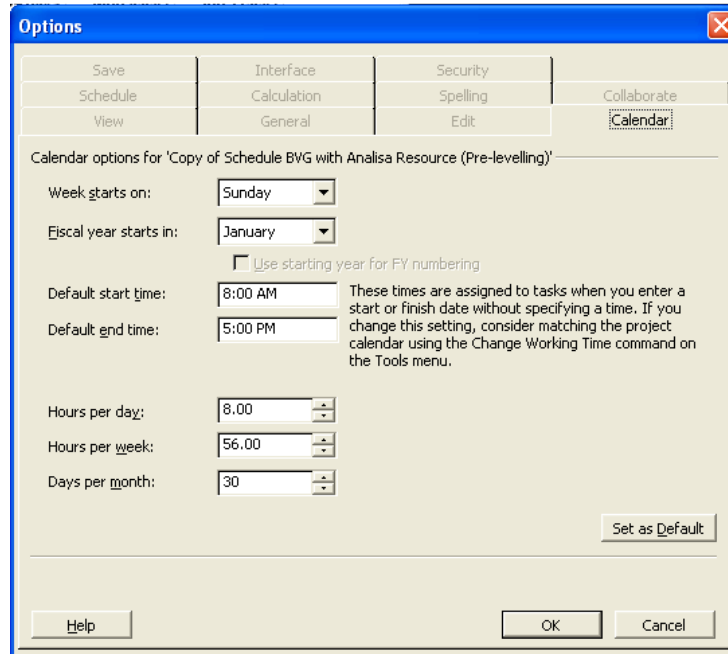 Options
Save Interface Security
Schedule Calculation Spelling Collaborate
View General Edit Calendar
Calendar options for 'Copy of Schedule BVG with Analisa Resource (Pre-levelling)'
Week starts on: Sunday
Fiscal year starts in: January
Use starting year for FY numbering
Default start time: 8:00 AM
Default end time: 5:00 PM
These times are assigned to tasks when you enter a
start or finish date without specifying a time. If you
change this setting, consider matching the project
calendar using the Change Working Time command on
the Tools menu.
Hours per day: 8.00
Hours per week: 56.00
Days per month: 30
Set as Default
Help OK Cancel